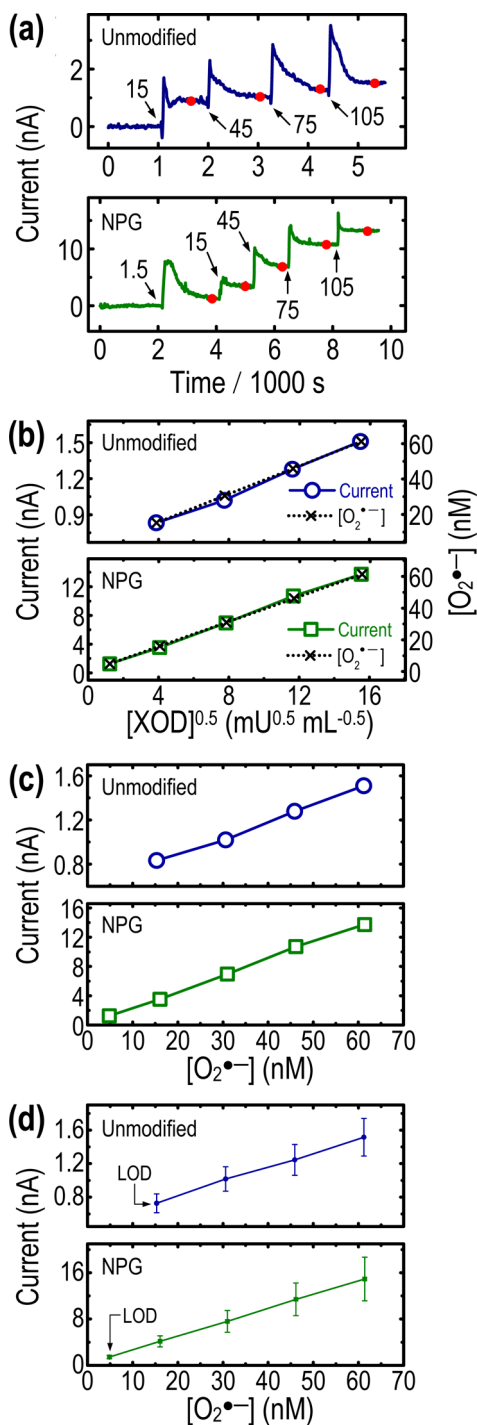 (a)
Unmodified
2
0
15
45
75
105
0 1 2 3 4 5
NPG
10
0
1.5
15
45
75
105
0 2 4 6 8 10
Current (nA)
Time / 1000 s
(b)
Unmodified
1.5
1.2
0.9
60
40
20
0
Current
[O₂•—]
NPG
12
8
4
0
60
40
20
0
Current
[O₂•—]
0 4 8 12 16
Current (nA)
[O₂•—] (nM)
[XOD]⁰·⁵ (mU⁰·⁵ mL⁻⁰·⁵)
(c)
Unmodified
1.6
1.2
0.8
NPG
16
12
8
4
0
0 10 20 30 40 50 60 70
Current (nA)
[O₂•—] (nM)
(d)
Unmodified
1.6
1.2
0.8
LOD
NPG
16
8
0
LOD
0 10 20 30 40 50 60 70
Current (nA)
[O₂•—] (nM)